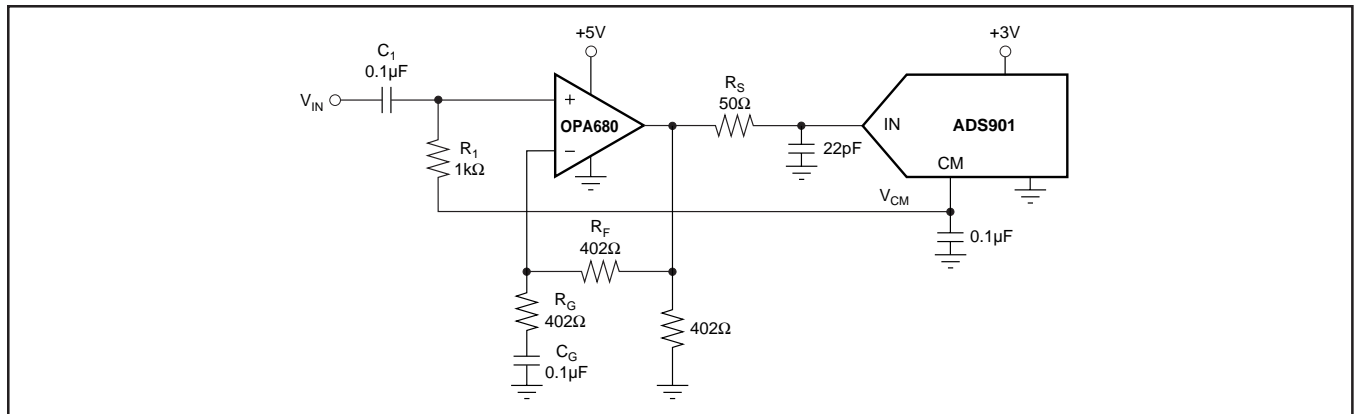 +5V
+3V
C1
0.1µF
RS
50Ω
VIN
+
OPA680
−
IN
ADS901
22pF
CM
R1
1kΩ
VCM
RF
402Ω
0.1µF
RG
402Ω
402Ω
CG
0.1µF